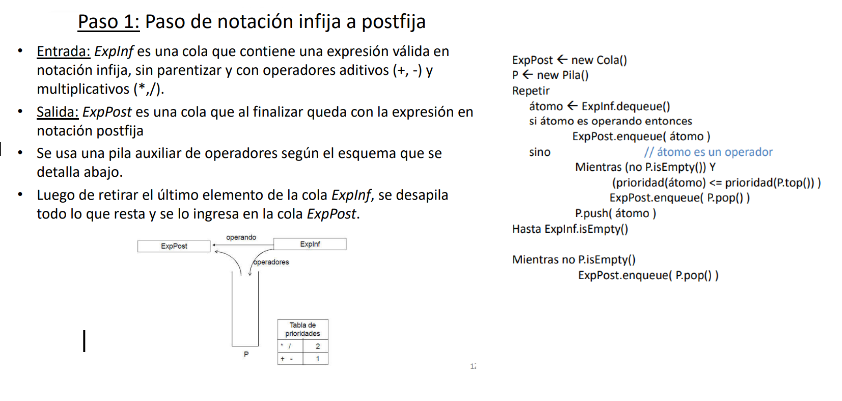 Paso 1: Paso de notación infija a postfija
• Entrada: ExpInf es una cola que contiene una expresión válida en
notación infija, sin parentizar y con operadores aditivos (+, -) y
multiplicativos (*,/).
• Salida: ExpPost es una cola que al finalizar queda con la expresión en
notación postfija
• Se usa una pila auxiliar de operadores según el esquema que se
detalla abajo.
• Luego de retirar el último elemento de la cola ExpInf, se desapila
todo lo que resta y se lo ingresa en la cola ExpPost.
ExpPost
operando
ExpInf
operadores
P
Tabla de
prioridades
* / 2
+ - 1
ExpPost ← new Cola()
P ← new Pila()
Repetir
átomo ← ExpInf.dequeue()
si átomo es operando entonces
ExpPost.enqueue( átomo )
sino // átomo es un operador
Mientras (no P.isEmpty()) Y
(prioridad(átomo) <= prioridad(P.top()) )
ExpPost.enqueue( P.pop() )
P.push( átomo )
Hasta ExpInf.isEmpty()
Mientras no P.isEmpty()
ExpPost.enqueue( P.pop() )